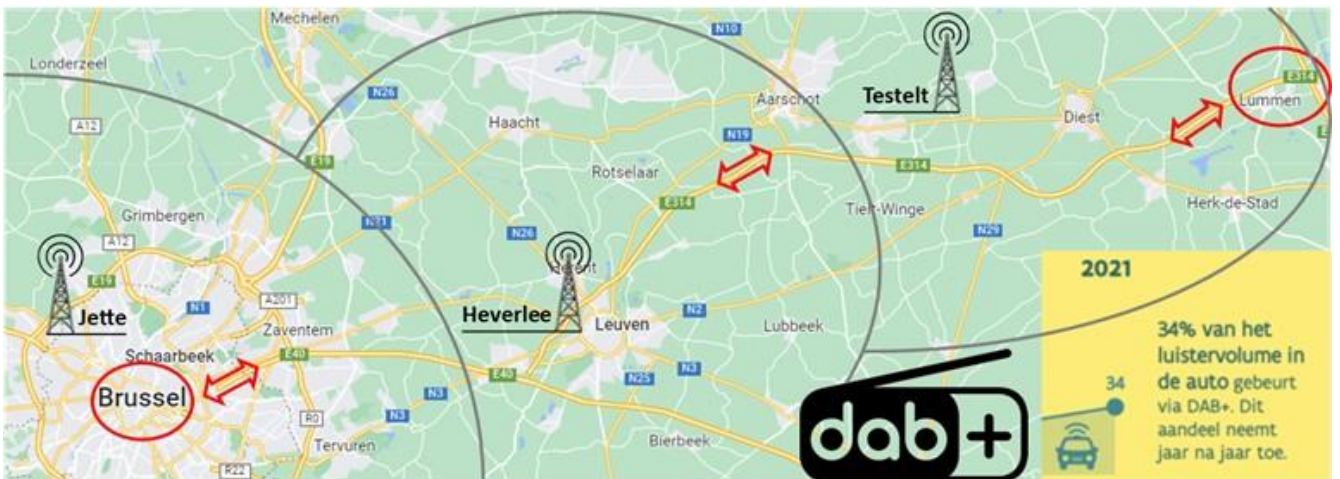 Mechelen
N10
Londerzeel
E314
Testelt
Lummen
N26
Aarschot
A12
Haacht
Diest
N19
E19
Rotselaar
E314
E314
Grimbergen
Herk-de-Stad
Tielt-Winge
N21
N26
N29
A12
E19
Jette
N1
A201
Heverlee
N2
Zaventem
Leuven
Lubbeek
Schaarbeek
E40
N3
Brussel
E40
N25
R0
N3
N3
Tervuren
Bierbeek
R22
dab+
2021
34% van het
luistervolume in
de auto gebeurt
34
via DAB+. Dit
aandeel neemt
jaar na jaar toe.